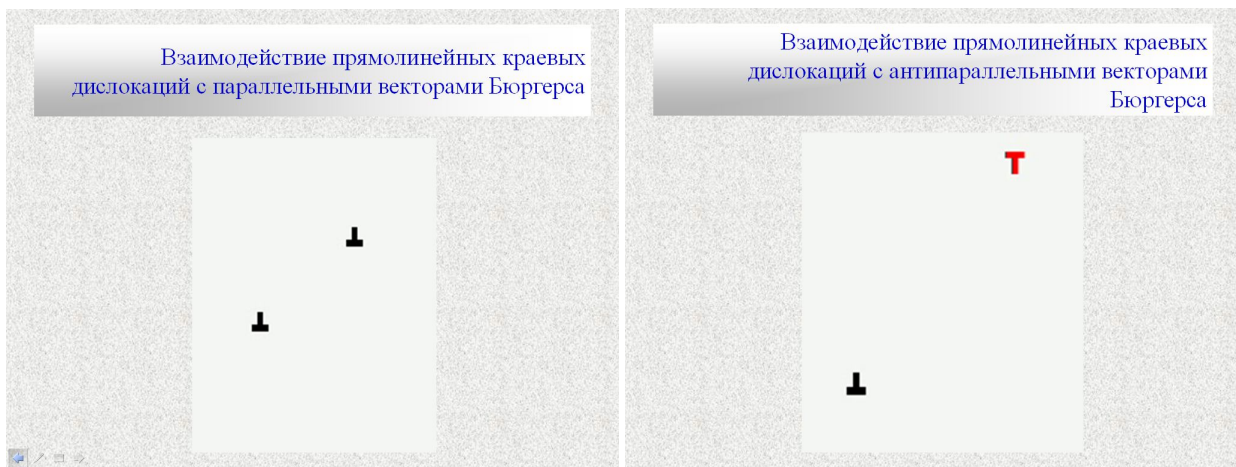 Взаимодействие прямолинейных краевых
дислокаций с параллельными векторами Бюргерса
Взаимодействие прямолинейных краевых
дислокаций с антипараллельными векторами
Бюргерса